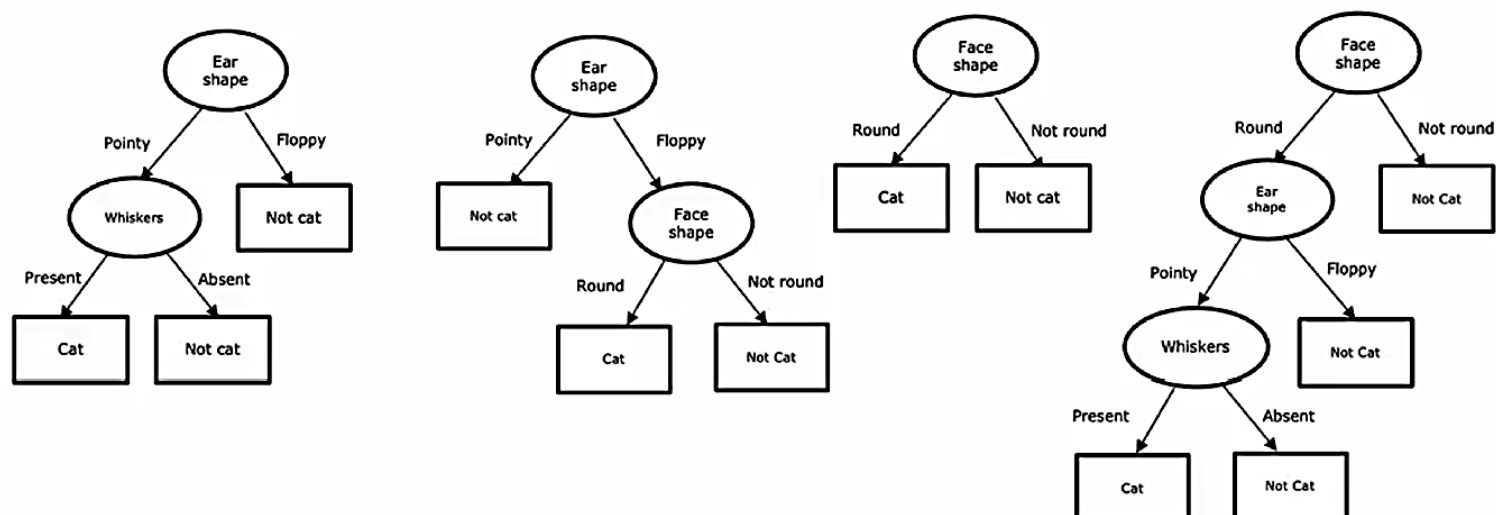 Ear
shape
Pointy
Floppy
Whiskers
Not cat
Present
Absent
Cat
Not cat
Ear
shape
Pointy
Floppy
Not cat
Face
shape
Round
Not round
Cat
Not Cat
Face
shape
Round
Not round
Cat
Not cat
Face
shape
Round
Not round
Ear
shape
Not Cat
Pointy
Floppy
Whiskers
Not Cat
Present
Absent
Cat
Not Cat